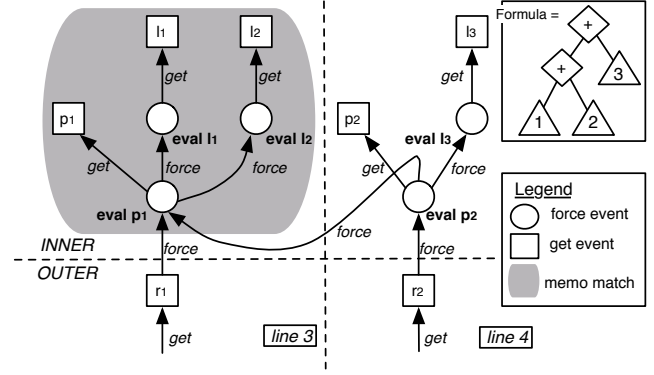 l1
l2
l3
Formula =
+
+
3
1
2
get
get
get
p1
p2
eval l1
eval l2
eval l3
get
force
force
get
force
eval p1
eval p2
force
INNER
force
force
OUTER
r1
r2
get
line 3
get
line 4
Legend
force event
get event
memo match